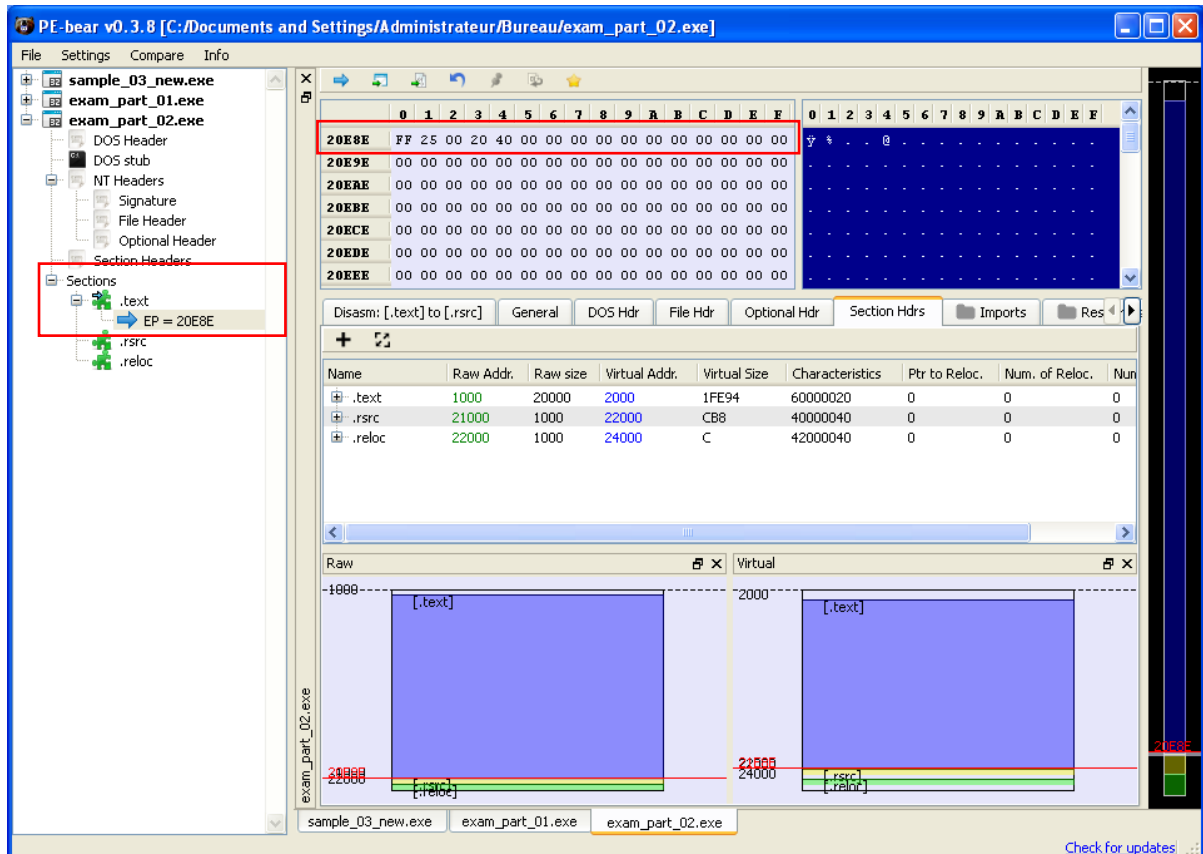 PE-bear v0.3.8 [C:/Documents and Settings/Administrateur/Bureau/exam_part_02.exe]
File Settings Compare Info
sample_03_new.exe
exam_part_01.exe
exam_part_02.exe
DOS Header
DOS stub
NT Headers
Signature
File Header
Optional Header
Section Headers
Sections
.text
EP = 20E8E
.rsrc
.reloc
0 1 2 3 4 5 6 7 8 9 A B C D E F 0 1 2 3 4 5 6 7 8 9 A B C D E F
20E8E FF 25 00 20 40 00 00 00 00 00 00 00 00 00 00 00 ÿ % . . @ . . . . . . . . . . .
20E9E 00 00 00 00 00 00 00 00 00 00 00 00 00 00 00 00 . . . . . . . . . . . . . . . .
20EAE 00 00 00 00 00 00 00 00 00 00 00 00 00 00 00 00 . . . . . . . . . . . . . . . .
20EBE 00 00 00 00 00 00 00 00 00 00 00 00 00 00 00 00 . . . . . . . . . . . . . . . .
20ECE 00 00 00 00 00 00 00 00 00 00 00 00 00 00 00 00 . . . . . . . . . . . . . . . .
20EDE 00 00 00 00 00 00 00 00 00 00 00 00 00 00 00 00 . . . . . . . . . . . . . . . .
20EEE 00 00 00 00 00 00 00 00 00 00 00 00 00 00 00 00 . . . . . . . . . . . . . . . .
Disasm: [.text] to [.rsrc] General DOS Hdr File Hdr Optional Hdr Section Hdrs Imports Res
Name Raw Addr. Raw size Virtual Addr. Virtual Size Characteristics Ptr to Reloc. Num. of Reloc. Num
.text 1000 20000 2000 1FE94 60000020 0 0 0
.rsrc 21000 1000 22000 CB8 40000040 0 0 0
.reloc 22000 1000 24000 C 42000040 0 0 0
Raw
Virtual
1000
[.text]
22000
[.rsrc]
[.reloc]
2000
[.text]
24000
[.rsrc]
[.reloc]
20E8E
exam_part_02.exe
sample_03_new.exe exam_part_01.exe exam_part_02.exe
Check for updates